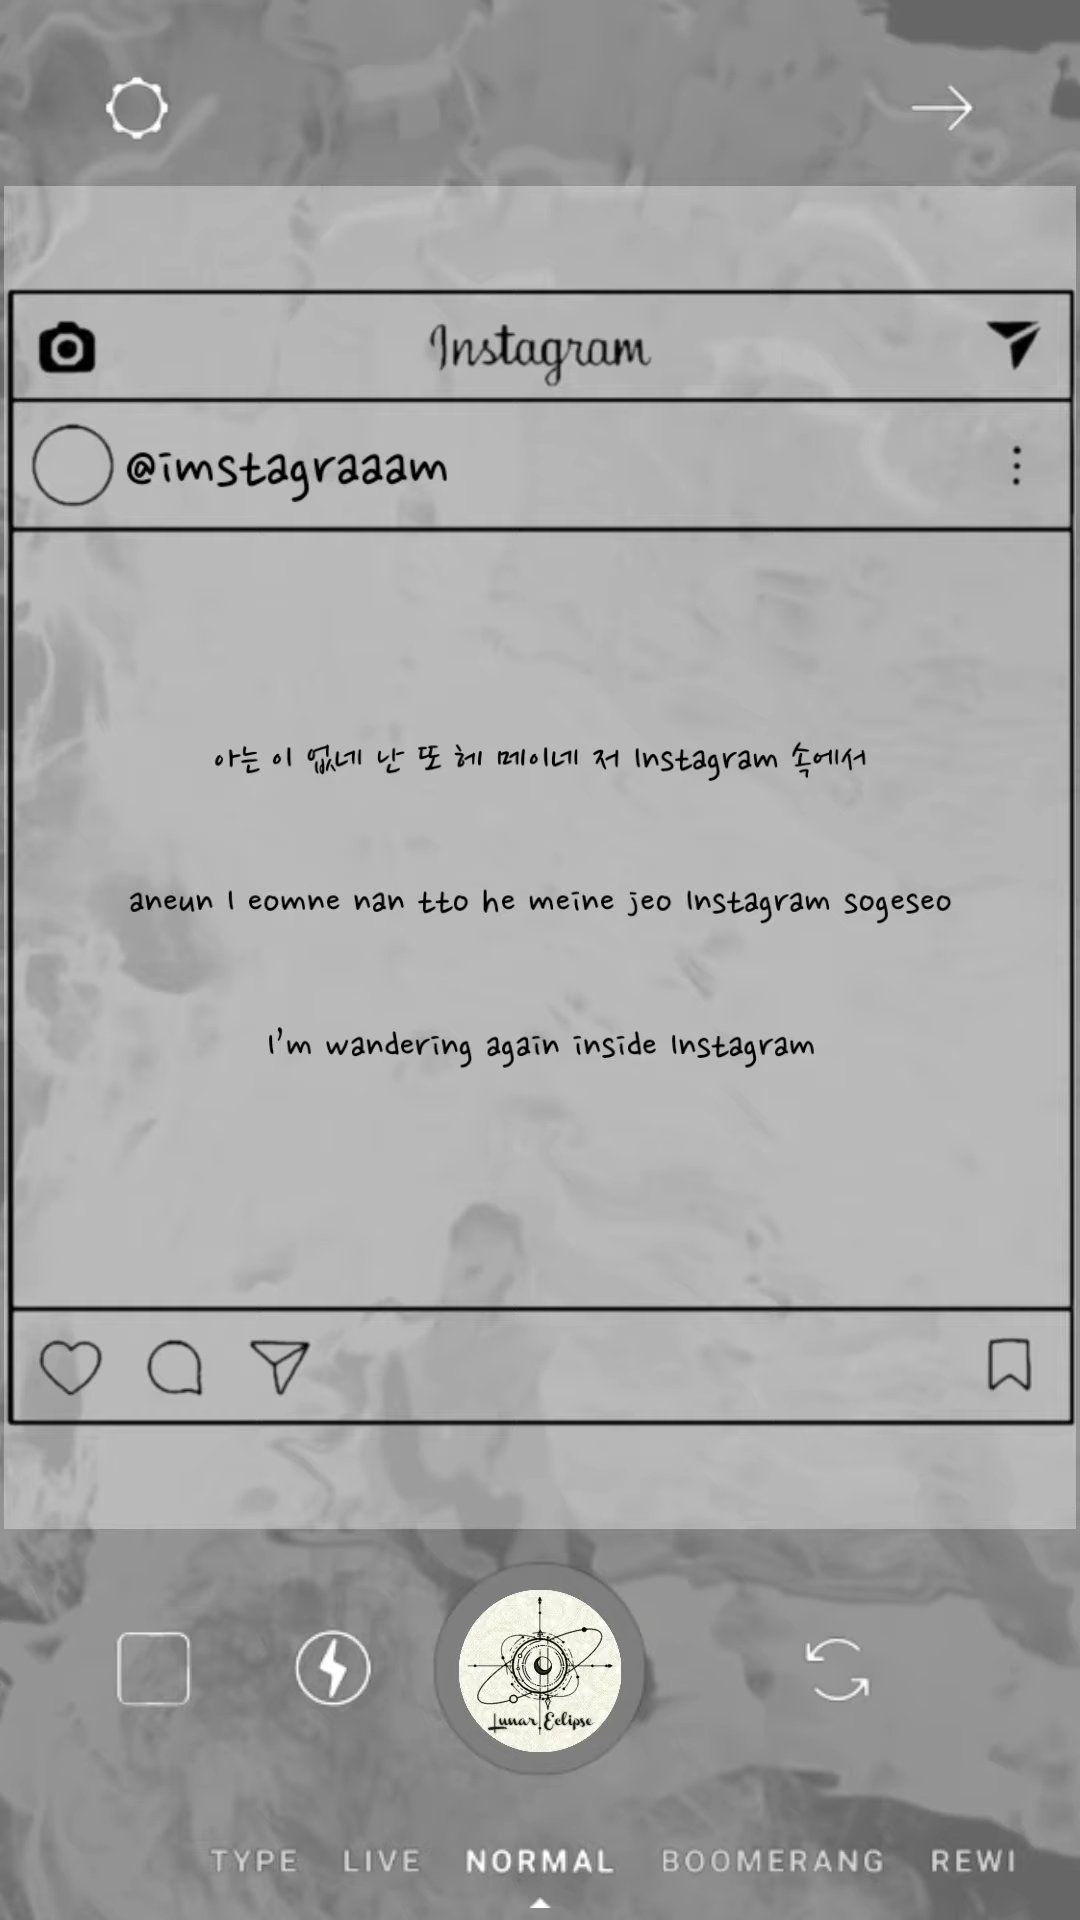 Instagram
@imstagraaam
아는 이 없네 난 또 헤 메이네 저 Instagram 속에서
aneun I eomne nan tto he meine jeo Instagram sogeseo
I'm wandering again inside Instagram
Lunar Eclipse
TYPE LIVE NORMAL BOOMERANG REWI